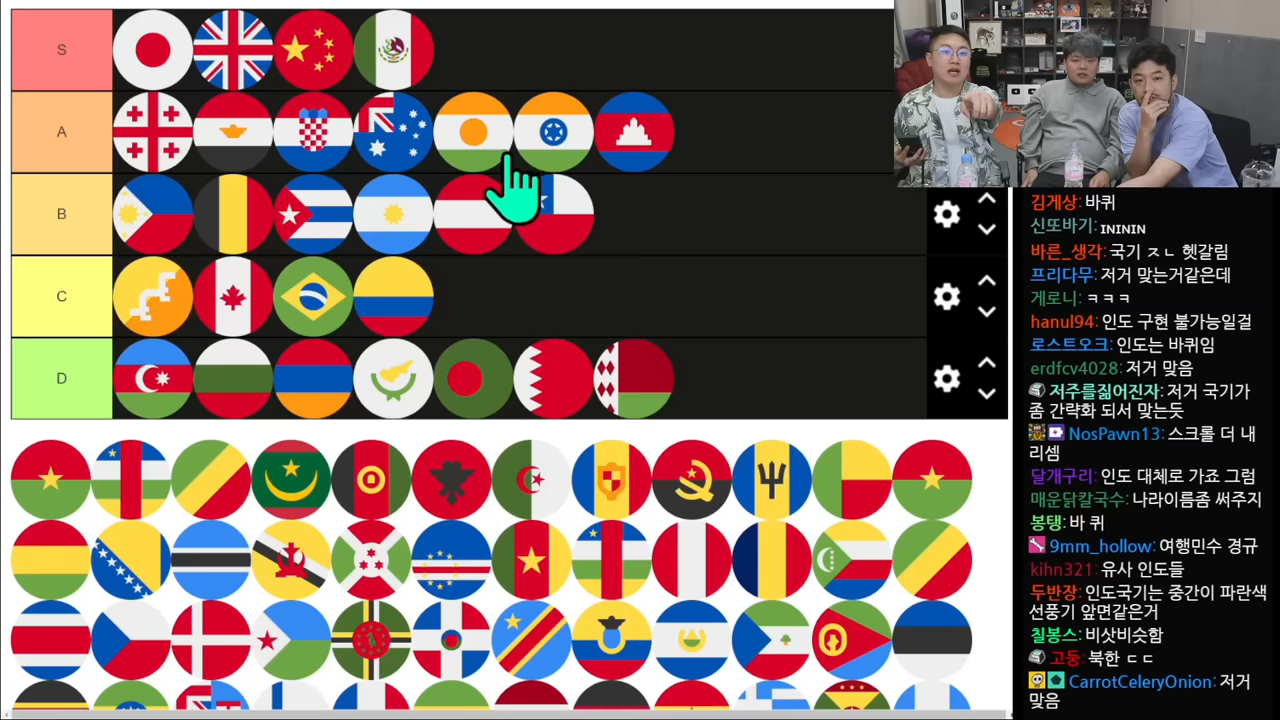 S
A
B
C
D
김게상: 바퀴
신또바기: INININ
바른_생각: 국기 ㅈㄴ 헷갈림
프리다무: 저거 맞는거같은데
게로니: ㅋㅋㅋ
hanul94: 인도 구현 불가능일걸
로스트오크: 인도는 바퀴임
erdfcv4028: 저거 맞음
저주를짊어진자: 저거 국기가
좀 간략화 되서 맞는듯
NosPawn13: 스크롤 더 내
리셈
달개구리: 인도 대체로 가죠 그럼
매운닭칼국수: 나라이름좀 써주지
봉탱: 바 퀴
9mm_hollow: 여행민수 경규
kihn321: 유사 인도들
두반장: 인도국기는 중간이 파란색
선풍기 앞면같은거
칠봉스: 비삿비슷함
고둥: 북한 ㄷㄷ
CarrotCeleryOnion: 저거
맞음